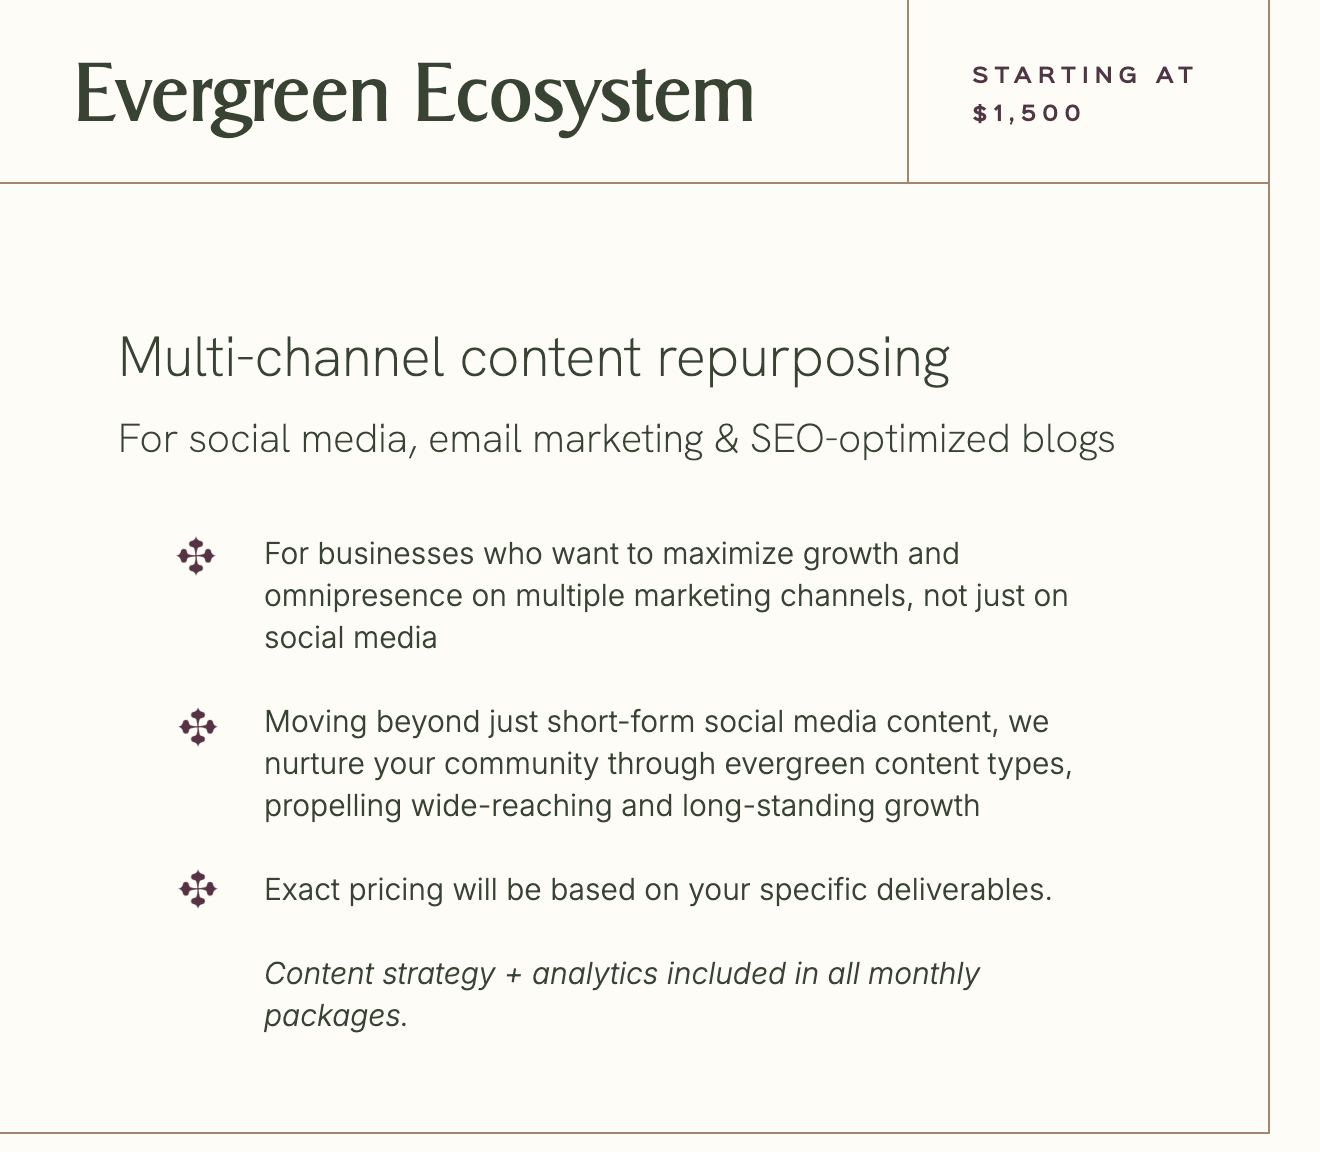 Evergreen Ecosystem
STARTING AT
$1,500
Multi-channel content repurposing
For social media, email marketing & SEO-optimized blogs
For businesses who want to maximize growth and
omnipresence on multiple marketing channels, not just on
social media
Moving beyond just short-form social media content, we
nurture your community through evergreen content types,
propelling wide-reaching and long-standing growth
Exact pricing will be based on your specific deliverables.
Content strategy + analytics included in all monthly
packages.